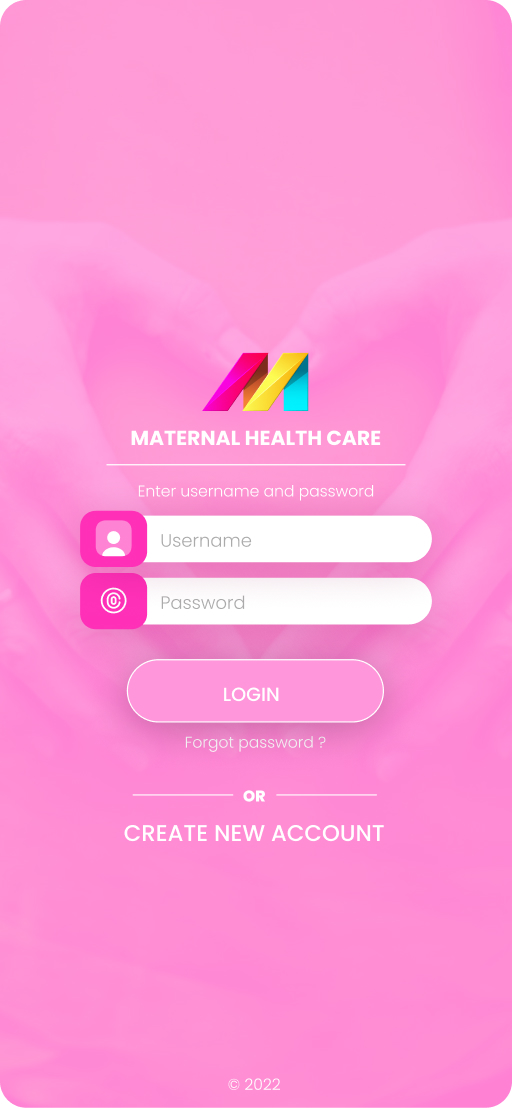 MATERNAL HEALTH CARE
Enter username and password
Username
Password
LOGIN
Forgot password ?
OR
CREATE NEW ACCOUNT
© 2022